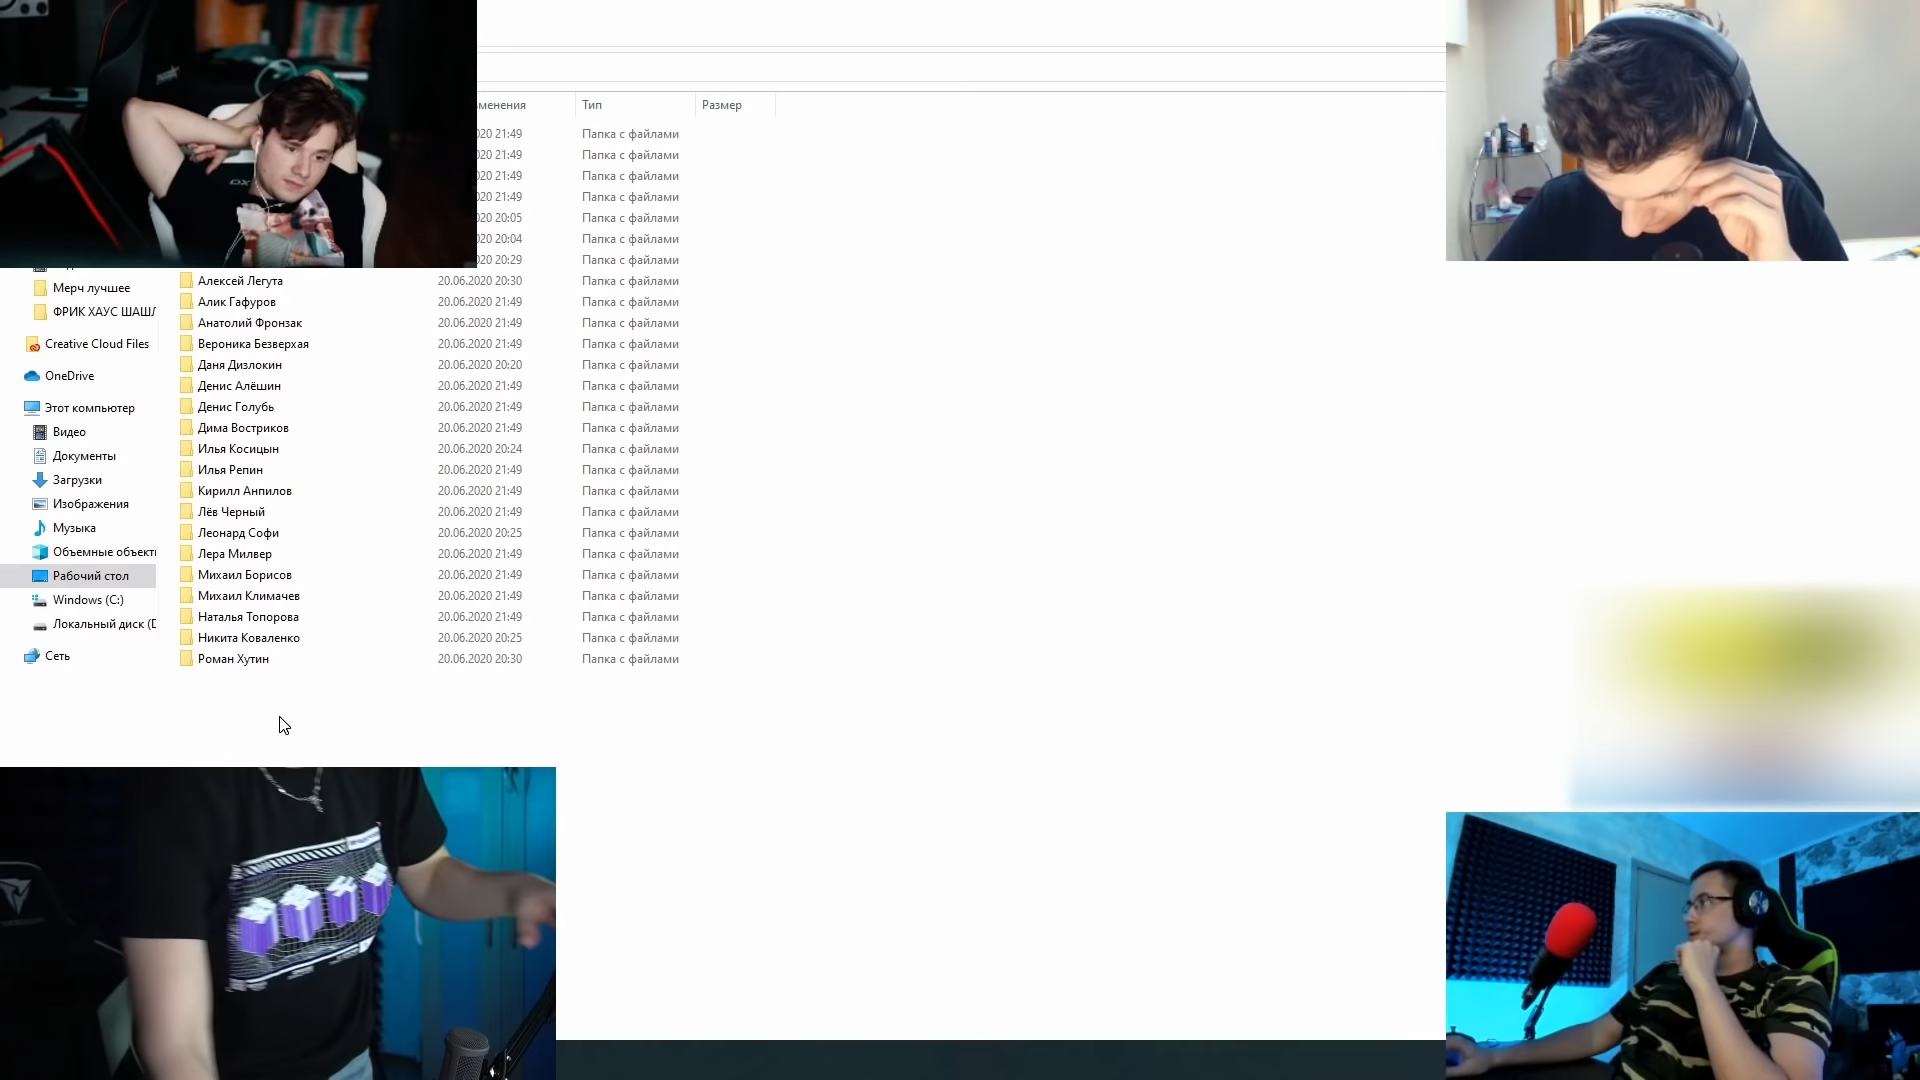 Тип Размер
21:49 Папка с файлами
21:49 Папка с файлами
21:49 Папка с файлами
21:49 Папка с файлами
20:05 Папка с файлами
20:04 Папка с файлами
20:29 Папка с файлами
Мерч лучшее
ФРИК ХАУС
Creative Cloud Files
OneDrive
Этот компьютер
Видео
Документы
Загрузки
Изображения
Музыка
Объемные
Рабочий стол
Windows (C:)
Локальный диск
Сеть
Алексей Легута 20.06.2020 20:30 Папка с файлами
Алик Гафуров 20.06.2020 21:49 Папка с файлами
Анатолий Фронзак 20.06.2020 21:49 Папка с файлами
Вероника Безверхая 20.06.2020 21:49 Папка с файлами
Даня Дизлокин 20.06.2020 20:20 Папка с файлами
Денис Алёшин 20.06.2020 21:49 Папка с файлами
Денис Голубь 20.06.2020 21:49 Папка с файлами
Дима Востриков 20.06.2020 21:49 Папка с файлами
Илья Косицын 20.06.2020 20:24 Папка с файлами
Илья Репин 20.06.2020 21:49 Папка с файлами
Кирилл Анпилов 20.06.2020 21:49 Папка с файлами
Лёв Черный 20.06.2020 21:49 Папка с файлами
Леонард Софи 20.06.2020 20:25 Папка с файлами
Лера Милвер 20.06.2020 21:49 Папка с файлами
Михаил Борисов 20.06.2020 21:49 Папка с файлами
Михаил Климачев 20.06.2020 21:49 Папка с файлами
Наталья Топорова 20.06.2020 21:49 Папка с файлами
Никита Коваленко 20.06.2020 20:25 Папка с файлами
Роман Хутин 20.06.2020 20:30 Папка с файлами